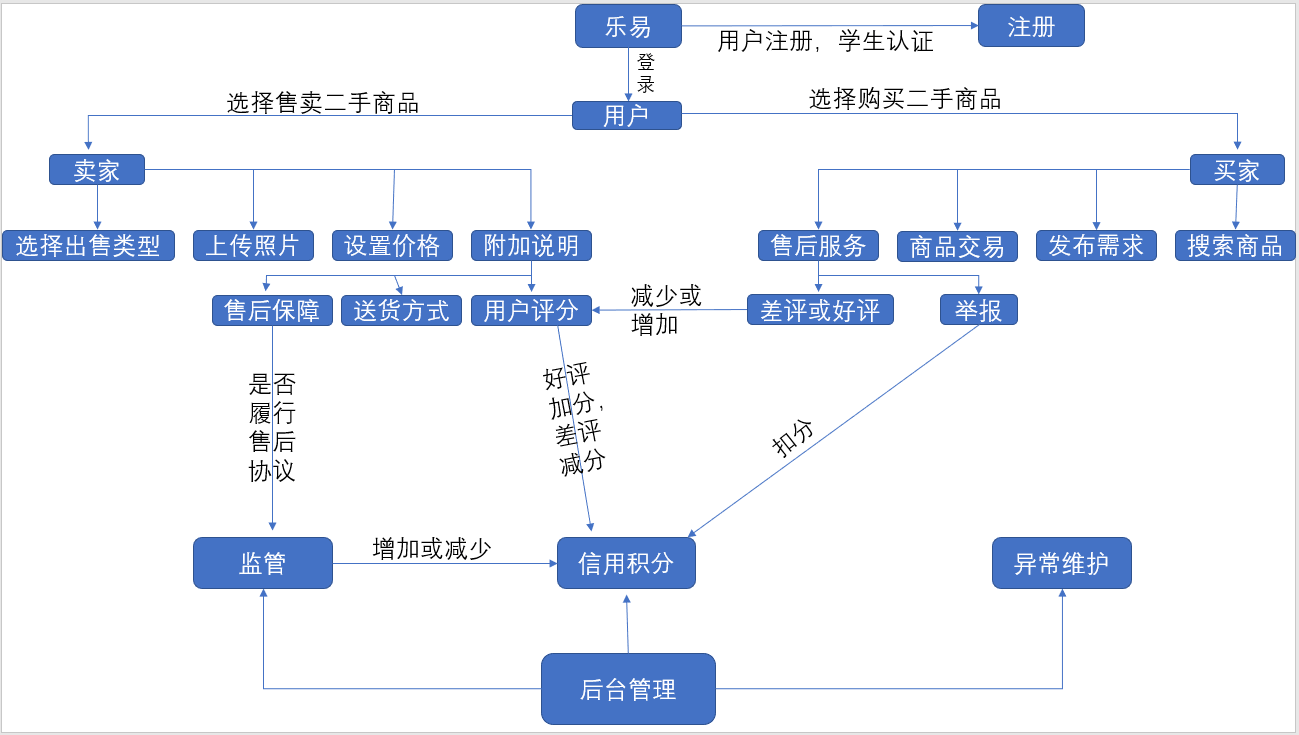 乐易
注册
用户注册，学生认证
登
录
选择售卖二手商品
选择购买二手商品
用户
卖家
买家
选择出售类型
上传照片
设置价格
附加说明
售后服务
商品交易
发布需求
搜索商品
售后保障
送货方式
用户评分
减少或
增加
差评或好评
举报
是否
履行
售后
协议
好评
加分，
差评
减分
扣分
监管
增加或减少
信用积分
异常维护
后台管理